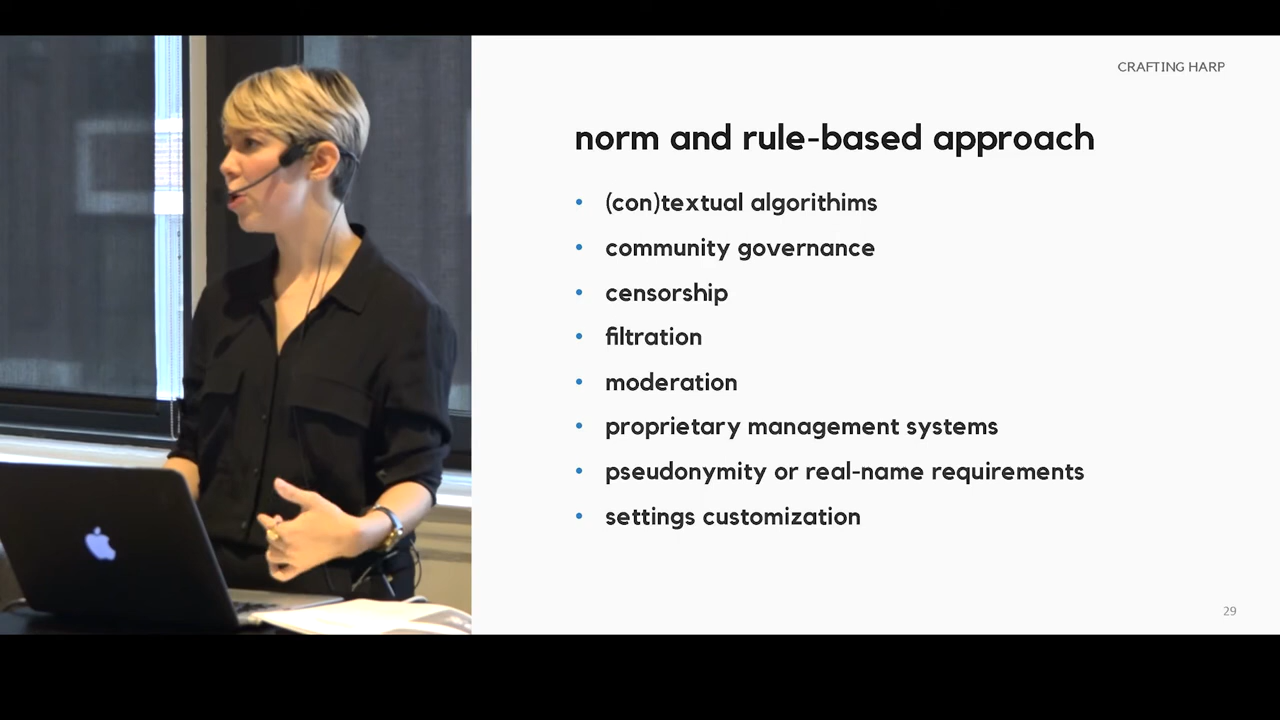 CRAFTING HARP
norm and rule-based approach
• (con)textual algorithims
• community governance
• censorship
• filtration
• moderation
• proprietary management systems
• pseudonymity or real-name requirements
• settings customization
29